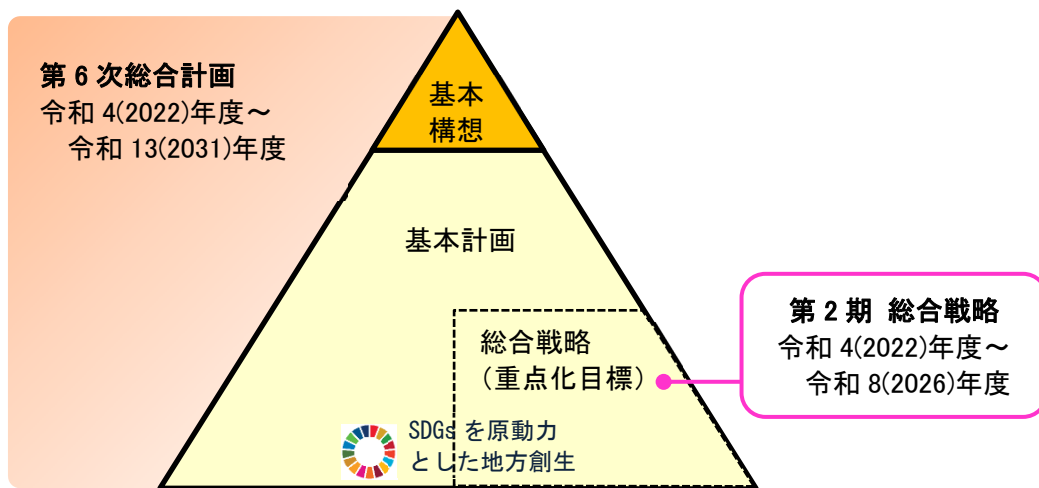 第 6 次総合計画
令和 4(2022)年度～
令和 13(2031)年度
基本
構想
基本計画
総合戦略
（重点化目標）
SDGs を原動力
とした地方創生
第 2 期 総合戦略
令和 4(2022)年度～
令和 8(2026)年度